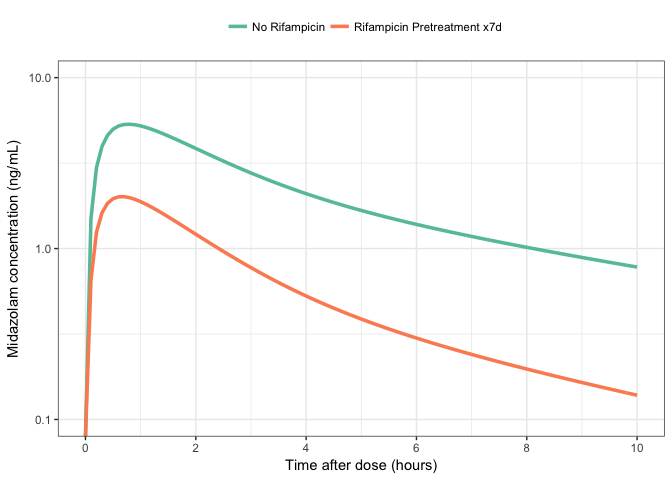 No Rifampicin Rifampicin Pretreatment x7d
10.0
1.0
0.1
Midazolam concentration (ng/mL)
0 2 4 6 8 10
Time after dose (hours)